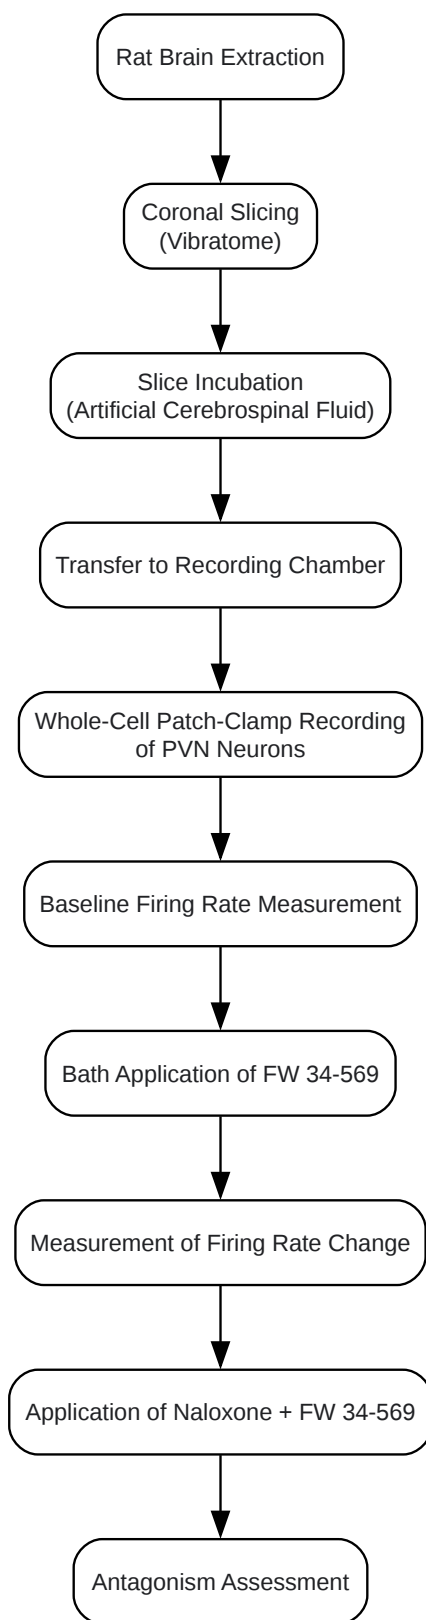 Rat Brain Extraction
Coronal Slicing
(Vibratome)
Slice Incubation
(Artificial Cerebrospinal Fluid)
Transfer to Recording Chamber
Whole-Cell Patch-Clamp Recording
of PVN Neurons
Baseline Firing Rate Measurement
Bath Application of FW 34-569
Measurement of Firing Rate Change
Application of Naloxone + FW 34-569
Antagonism Assessment